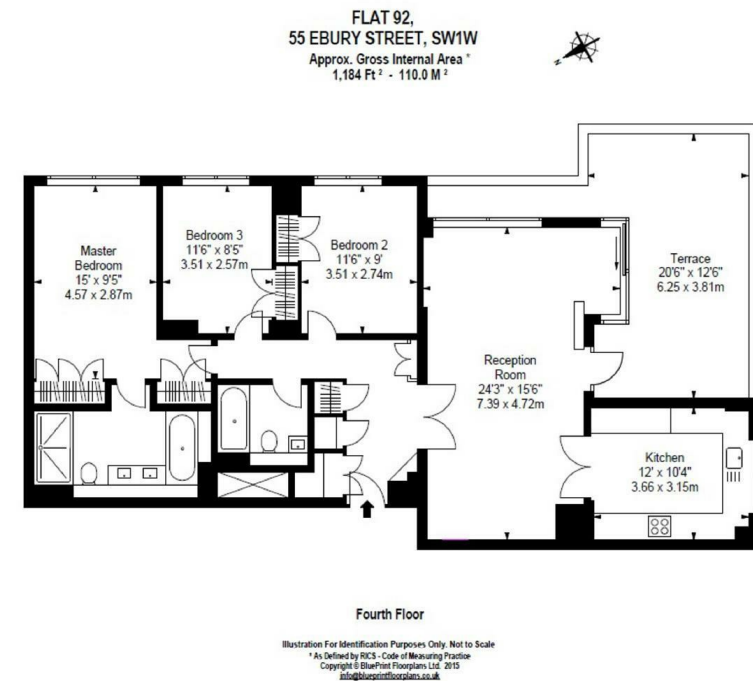 FLAT 92,
55 EBURY STREET, SW1W
Approx. Gross Internal Area *
1,184 Ft ² - 110.0 M ²
N
Master
Bedroom
15' x 9'5"
4.57 x 2.87m
Bedroom 3
11'6" x 8'5"
3.51 x 2.57m
Bedroom 2
11'6" x 9'
3.51 x 2.74m
Terrace
20'6" x 12'6"
6.25 x 3.81m
Reception
Room
24'3" x 15'6"
7.39 x 4.72m
Kitchen
12' x 10'4"
3.66 x 3.15m
Fourth Floor
Illustration For Identification Purposes Only. Not to Scale
* As Defined by RICS - Code of Measuring Practice
Copyright © BluePrint Floorplans Ltd. 2015
info@blueprintfloorplans.co.uk